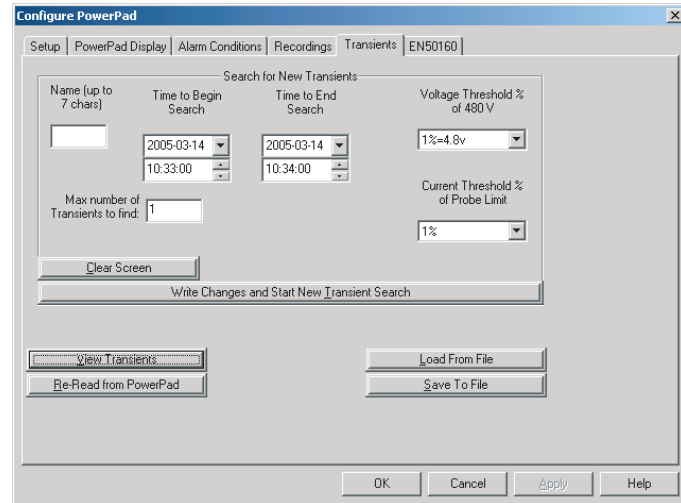 Configure PowerPad
Setup
PowerPad Display
Alarm Conditions
Recordings
Transients
EN50160
Search for New Transients
Name (up to
7 chars)
Time to Begin
Search
Time to End
Search
Voltage Threshold %
of 480 V
2005-03-14
2005-03-14
1%=4.8v
10:33:00
10:34:00
Max number of
Transients to find:
1
Current Threshold %
of Probe Limit
1%
Clear Screen
Write Changes and Start New Transient Search
View Transients
Load From File
Re-Read from PowerPad
Save To File
OK
Cancel
Apply
Help